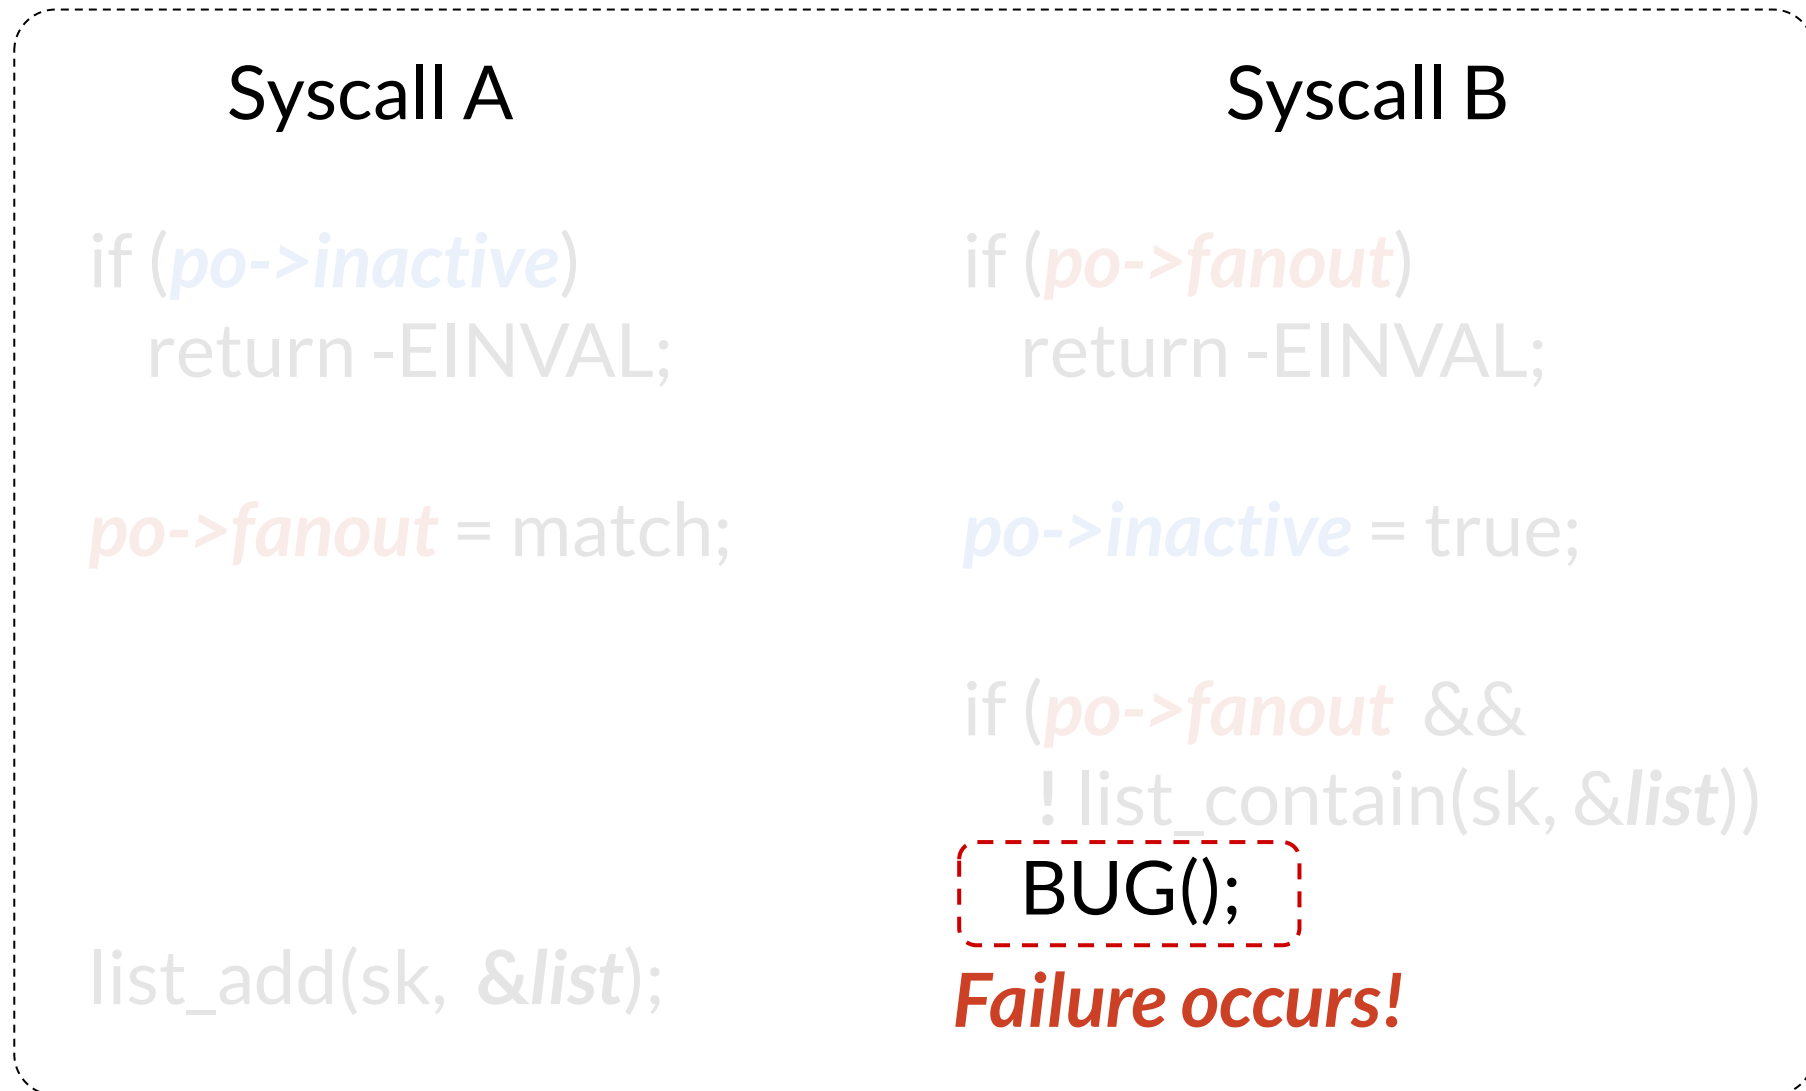 Syscall A
if (po->inactive)
return -EINVAL;
po->fanout = match;
list_add(sk, &list);
Syscall B
if (po->fanout)
return -EINVAL;
po->inactive = true;
if (po->fanout &&
! list_contain(sk, &list))
BUG();
Failure occurs!